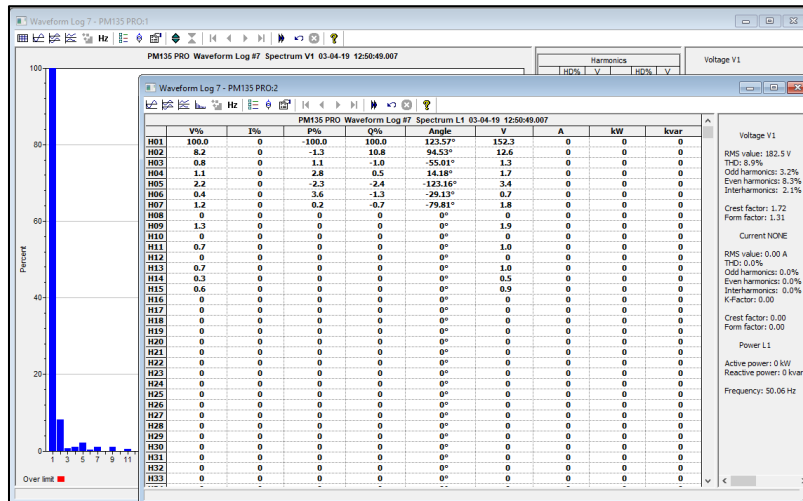 Waveform Log 7 - PM135 PRO:1
Hz
PM135 PRO Waveform Log #7 Spectrum V1 03-04-19 12:50:49.007
Harmonics
HD% V HD% V
Voltage V1
100
80
60
40
20
0
Percent
1 3 5 7 9 11
Over limit
Waveform Log 7 - PM135 PRO:2
Hz
PM135 PRO Waveform Log #7 Spectrum L1 03-04-19 12:50:49.007
V% I% P% Q% Angle V A kW kvar
H01 100.0 0 -100.0 100.0 123.57° 152.3 0 0 0
H02 8.2 0 -1.3 10.8 94.53° 12.6 0 0 0
H03 0.8 0 1.1 -1.0 -55.01° 1.3 0 0 0
H04 1.1 0 2.8 0.5 14.18° 1.7 0 0 0
H05 2.2 0 -2.3 -2.4 -123.16° 3.4 0 0 0
H06 0.4 0 3.6 -1.3 -29.13° 0.7 0 0 0
H07 1.2 0 0.2 -0.7 -79.81° 1.8 0 0 0
H08 0 0 0 0 0° 0 0 0 0
H09 1.3 0 0 0 0° 1.9 0 0 0
H10 0 0 0 0 0° 0 0 0 0
H11 0.7 0 0 0 0° 1.0 0 0 0
H12 0 0 0 0 0° 0 0 0 0
H13 0.7 0 0 0 0° 1.0 0 0 0
H14 0.3 0 0 0 0° 0.5 0 0 0
H15 0.6 0 0 0 0° 0.9 0 0 0
H16 0 0 0 0 0° 0 0 0 0
H17 0 0 0 0 0° 0 0 0 0
H18 0 0 0 0 0° 0 0 0 0
H19 0 0 0 0 0° 0 0 0 0
H20 0 0 0 0 0° 0 0 0 0
H21 0 0 0 0 0° 0 0 0 0
H22 0 0 0 0 0° 0 0 0 0
H23 0 0 0 0 0° 0 0 0 0
H24 0 0 0 0 0° 0 0 0 0
H25 0 0 0 0 0° 0 0 0 0
H26 0 0 0 0 0° 0 0 0 0
H27 0 0 0 0 0° 0 0 0 0
H28 0 0 0 0 0° 0 0 0 0
H29 0 0 0 0 0° 0 0 0 0
H30 0 0 0 0 0° 0 0 0 0
H31 0 0 0 0 0° 0 0 0 0
H32 0 0 0 0 0° 0 0 0 0
H33 0 0 0 0 0° 0 0 0 0
Voltage V1
RMS value: 182.5 V
THD: 8.9%
Odd harmonics: 3.2%
Even harmonics: 8.3%
Interharmonics: 2.1%
Crest factor: 1.72
Form factor: 1.31
Current NONE
RMS value: 0.00 A
THD: 0.0%
Odd harmonics: 0.0%
Even harmonics: 0.0%
Interharmonics: 0.0%
K-Factor: 0.00
Crest factor: 0.00
Form factor: 0.00
Power L1
Active power: 0 kW
Reactive power: 0 kvar
Frequency: 50.06 Hz